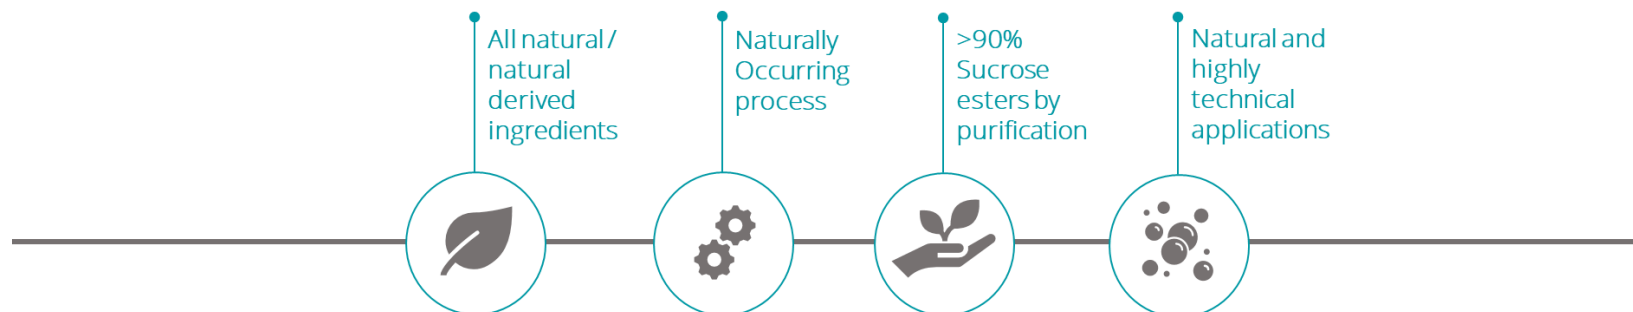 All natural /
natural
derived
ingredients
Naturally
Occurring
process
>90%
Sucrose
esters by
purification
Natural and
highly
technical
applications